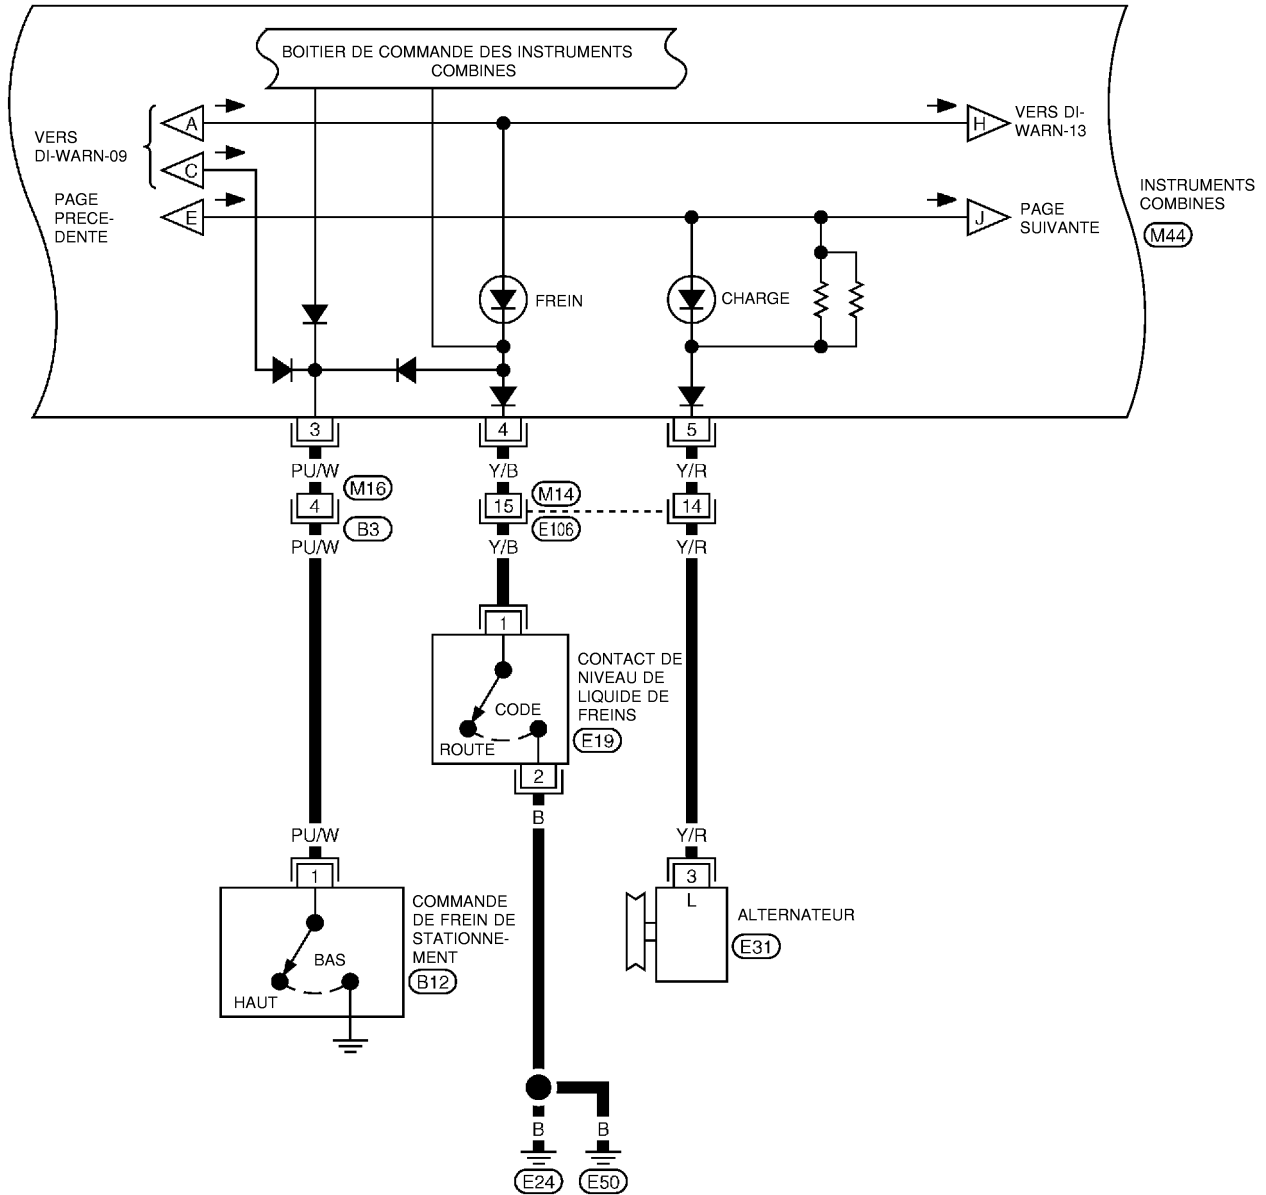 BOITIER DE COMMANDE DES INSTRUMENTS
COMBINES
A
H
VERS DI-
WARN-13
VERS
DI-WARN-09
C
PAGE
PRECE-
DENTE
E
J
PAGE
SUIVANTE
INSTRUMENTS
COMBINES
M44
FREIN
CHARGE
3
4
5
PU/W
Y/B
Y/R
M16
M14
4
15
14
B3
E106
PU/W
Y/B
Y/R
1
CONTACT DE
NIVEAU DE
LIQUIDE DE
FREINS
CODE
ROUTE
E19
2
B
PU/W
Y/R
1
3
L
COMMANDE
DE FREIN DE
STATIONNE-
MENT
BAS
HAUT
B12
ALTERNATEUR
E31
B
B
E24
E50